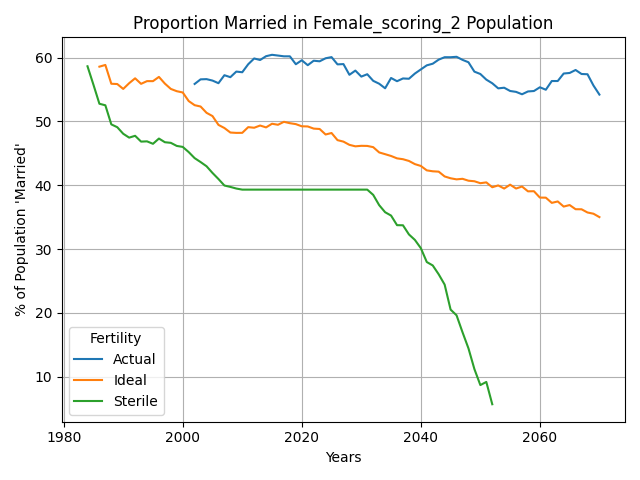 Proportion Married in Female_scoring_2 Population
% of Population 'Married'
60
50
40
30
20
10
Fertility
Actual
Ideal
Sterile
1980 2000 2020 2040 2060
Years